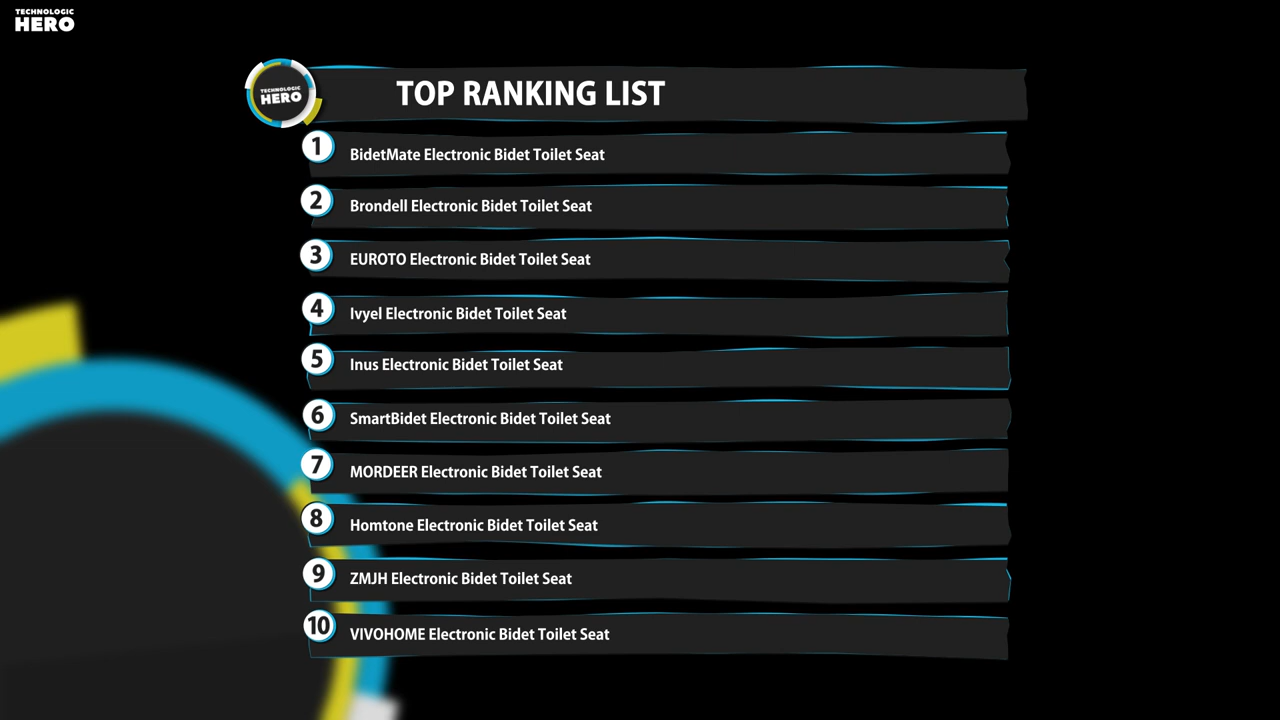 TECHNOLOGIC
HERO
TECHNOLOGIC
HERO
TOP RANKING LIST
1
BidetMate Electronic Bidet Toilet Seat
2
Brondell Electronic Bidet Toilet Seat
3
EUROTO Electronic Bidet Toilet Seat
4
Ivyel Electronic Bidet Toilet Seat
5
Inus Electronic Bidet Toilet Seat
6
SmartBidet Electronic Bidet Toilet Seat
7
MORDEER Electronic Bidet Toilet Seat
8
Homtone Electronic Bidet Toilet Seat
9
ZMJH Electronic Bidet Toilet Seat
10
VIVOHOME Electronic Bidet Toilet Seat